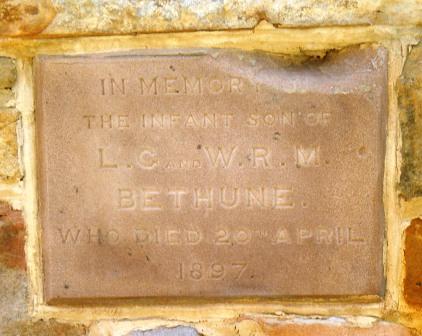 IN MEMORY
THE INFANT SON OF
L.C. AND W.R.M.
BETHUNE.
WHO DIED 20TH APRIL
1897.